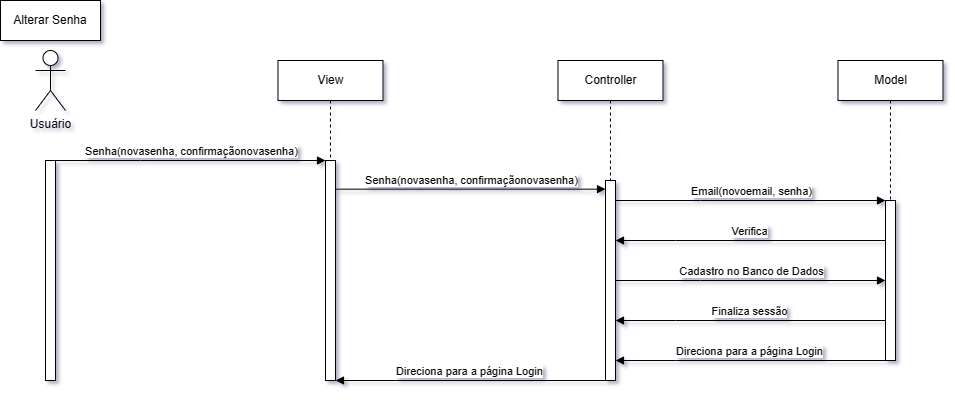 Alterar Senha
Usuário
View
Controller
Model
Senha(novasenha, confirmaçãonovasenha)
Senha(novasenha, confirmaçãonovasenha)
Email(novoemail, senha)
Verifica
Cadastro no Banco de Dados
Finaliza sessão
Direciona para a página Login
Direciona para a página Login